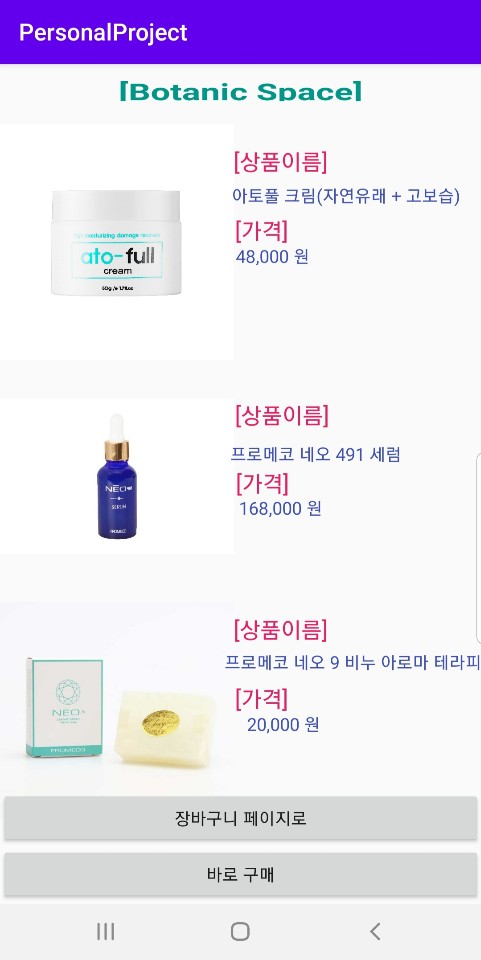 PersonalProject
[Botanic Space]
[상품이름]
아토풀 크림(자연유래 + 고보습)
[가격]
48,000 원
high moisturizing damage recovery
ato-full
cream
50g / 1.7fl.oz
[상품이름]
프로메코 네오 491 세럼
[가격]
168,000 원
NEO
SERUM
[상품이름]
프로메코 네오 9 비누 아로마 테라피
[가격]
20,000 원
NEO
PROMECO
장바구니 페이지로
바로 구매